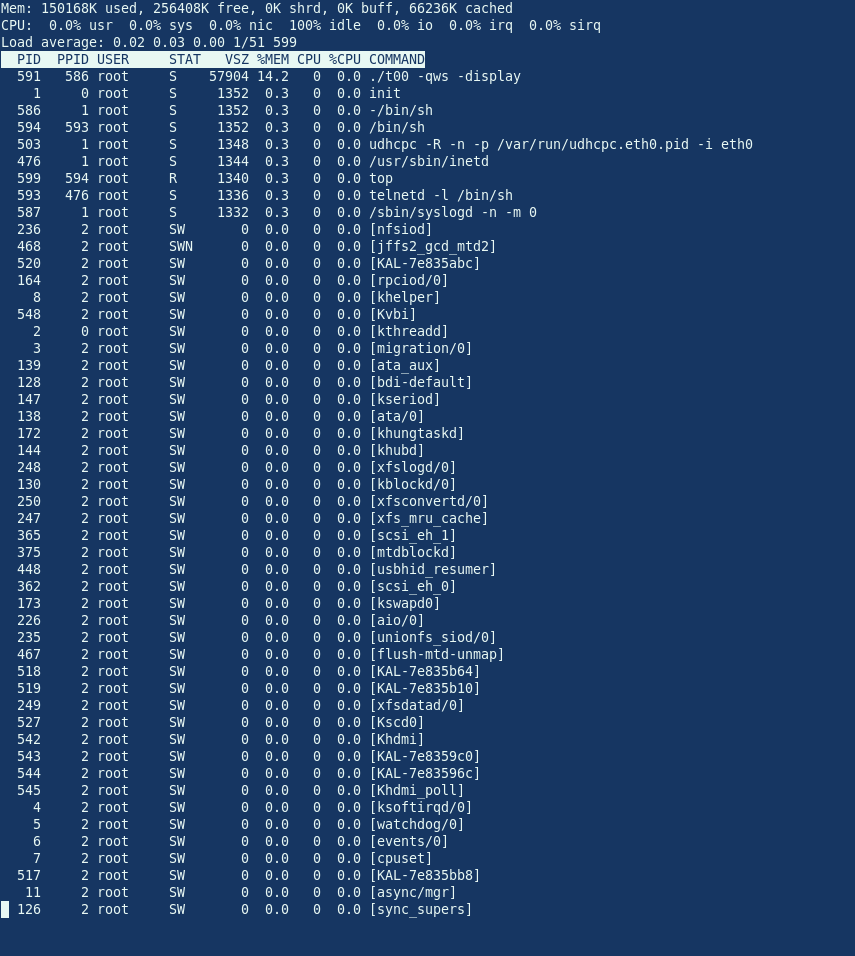 Mem: 150168K used, 256408K free, 0K shrd, 0K buff, 66236K cached
CPU:  0.0% usr  0.0% sys  0.0% nic  100% idle  0.0% io  0.0% irq  0.0% sirq
Load average: 0.02 0.03 0.00 1/51 599
  PID  PPID USER     STAT   VSZ %MEM CPU %CPU COMMAND
  591   586 root     S    57904 14.2   0  0.0 ./t00 -qws -display
    1     0 root     S     1352  0.3   0  0.0 init
  586     1 root     S     1352  0.3   0  0.0 -/bin/sh
  594   593 root     S     1352  0.3   0  0.0 /bin/sh
  503     1 root     S     1348  0.3   0  0.0 udhcpc -R -n -p /var/run/udhcpc.eth0.pid -i eth0
  476     1 root     S     1344  0.3   0  0.0 /usr/sbin/inetd
  599   594 root     R     1340  0.3   0  0.0 top
  593   476 root     S     1336  0.3   0  0.0 telnetd -l /bin/sh
  587     1 root     S     1332  0.3   0  0.0 /sbin/syslogd -n -m 0
  236     2 root     SW       0  0.0   0  0.0 [nfsiod]
  468     2 root     SWN      0  0.0   0  0.0 [jffs2_gcd_mtd2]
  520     2 root     SW       0  0.0   0  0.0 [KAL-7e835abc]
  164     2 root     SW       0  0.0   0  0.0 [rpciod/0]
    8     2 root     SW       0  0.0   0  0.0 [khelper]
  548     2 root     SW       0  0.0   0  0.0 [Kvbi]
    2     0 root     SW       0  0.0   0  0.0 [kthreadd]
    3     2 root     SW       0  0.0   0  0.0 [migration/0]
  139     2 root     SW       0  0.0   0  0.0 [ata_aux]
  128     2 root     SW       0  0.0   0  0.0 [bdi-default]
  147     2 root     SW       0  0.0   0  0.0 [kseriod]
  138     2 root     SW       0  0.0   0  0.0 [ata/0]
  172     2 root     SW       0  0.0   0  0.0 [khungtaskd]
  144     2 root     SW       0  0.0   0  0.0 [khubd]
  248     2 root     SW       0  0.0   0  0.0 [xfslogd/0]
  130     2 root     SW       0  0.0   0  0.0 [kblockd/0]
  250     2 root     SW       0  0.0   0  0.0 [xfsconvertd/0]
  247     2 root     SW       0  0.0   0  0.0 [xfs_mru_cache]
  365     2 root     SW       0  0.0   0  0.0 [scsi_eh_1]
  375     2 root     SW       0  0.0   0  0.0 [mtdblockd]
  448     2 root     SW       0  0.0   0  0.0 [usbhid_resumer]
  362     2 root     SW       0  0.0   0  0.0 [scsi_eh_0]
  173     2 root     SW       0  0.0   0  0.0 [kswapd0]
  226     2 root     SW       0  0.0   0  0.0 [aio/0]
  235     2 root     SW       0  0.0   0  0.0 [unionfs_siod/0]
  467     2 root     SW       0  0.0   0  0.0 [flush-mtd-unmap]
  518     2 root     SW       0  0.0   0  0.0 [KAL-7e835b64]
  519     2 root     SW       0  0.0   0  0.0 [KAL-7e835b10]
  249     2 root     SW       0  0.0   0  0.0 [xfsdatad/0]
  527     2 root     SW       0  0.0   0  0.0 [Kscd0]
  542     2 root     SW       0  0.0   0  0.0 [Khdmi]
  543     2 root     SW       0  0.0   0  0.0 [KAL-7e8359c0]
  544     2 root     SW       0  0.0   0  0.0 [KAL-7e83596c]
  545     2 root     SW       0  0.0   0  0.0 [Khdmi_poll]
    4     2 root     SW       0  0.0   0  0.0 [ksoftirqd/0]
    5     2 root     SW       0  0.0   0  0.0 [watchdog/0]
    6     2 root     SW       0  0.0   0  0.0 [events/0]
    7     2 root     SW       0  0.0   0  0.0 [cpuset]
  517     2 root     SW       0  0.0   0  0.0 [KAL-7e835bb8]
   11     2 root     SW       0  0.0   0  0.0 [async/mgr]
  126     2 root     SW       0  0.0   0  0.0 [sync_supers]